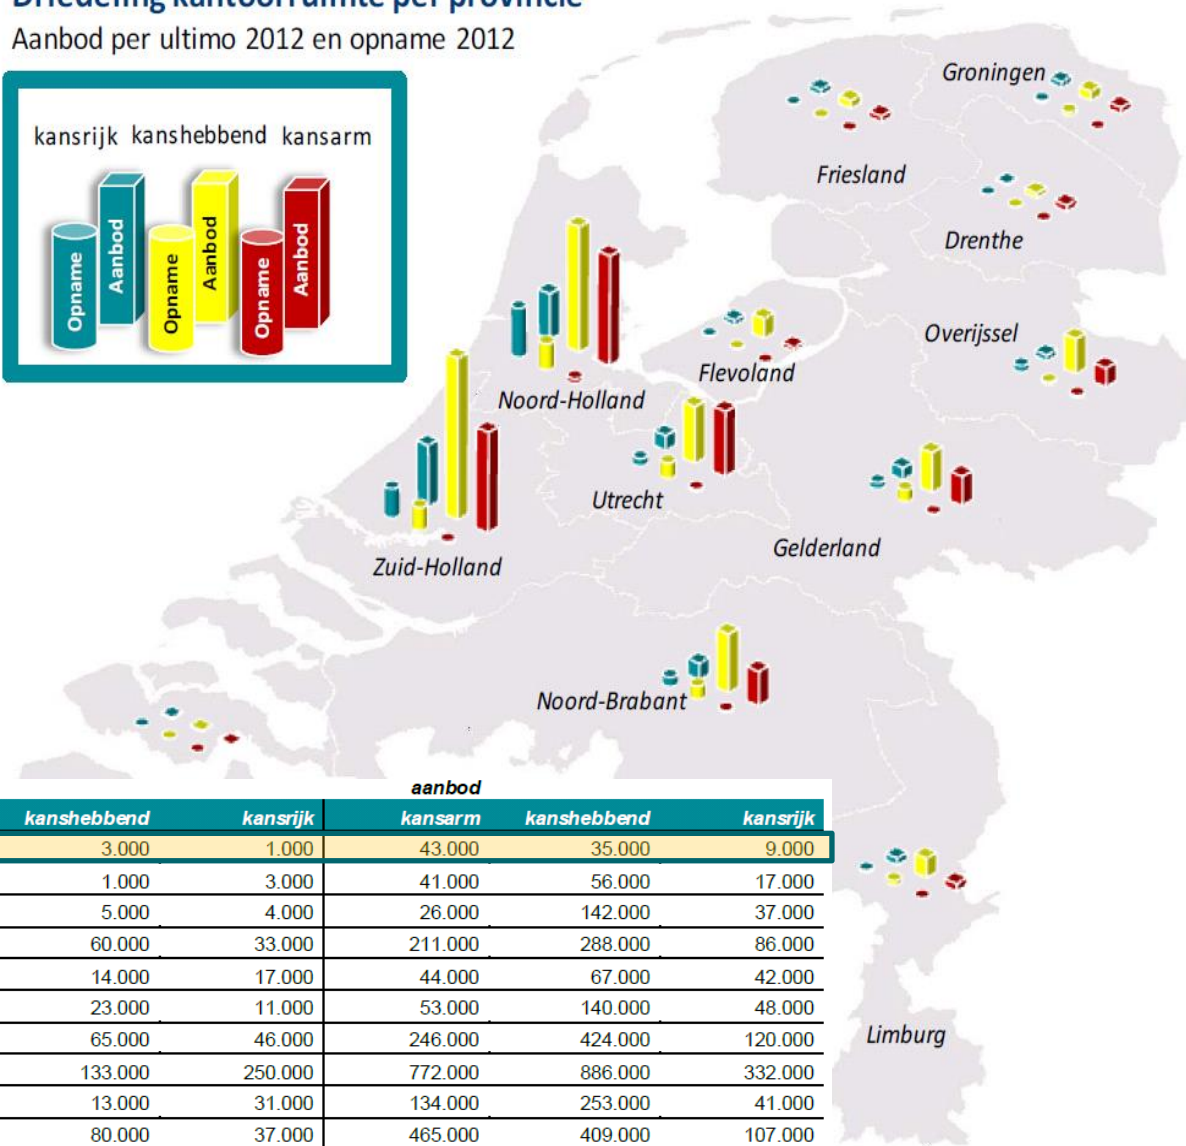 Driedeling kantoorruimte per provincie
Aanbod per ultimo 2012 en opname 2012
kansrijk kanshebbend kansarm
Opname Aanbod Opname Aanbod Opname Aanbod
Groningen
Friesland
Drenthe
Overijssel
Flevoland
Noord-Holland
Utrecht
Gelderland
Zuid-Holland
Noord-Brabant
Limburg
aanbod
kanshebbend kansrijk kansarm kanshebbend kansrijk
3.000 1.000 43.000 35.000 9.000
1.000 3.000 41.000 56.000 17.000
5.000 4.000 26.000 142.000 37.000
60.000 33.000 211.000 288.000 86.000
14.000 17.000 44.000 67.000 42.000
23.000 11.000 53.000 140.000 48.000
65.000 46.000 246.000 424.000 120.000
133.000 250.000 772.000 886.000 332.000
13.000 31.000 134.000 253.000 41.000
80.000 37.000 465.000 409.000 107.000